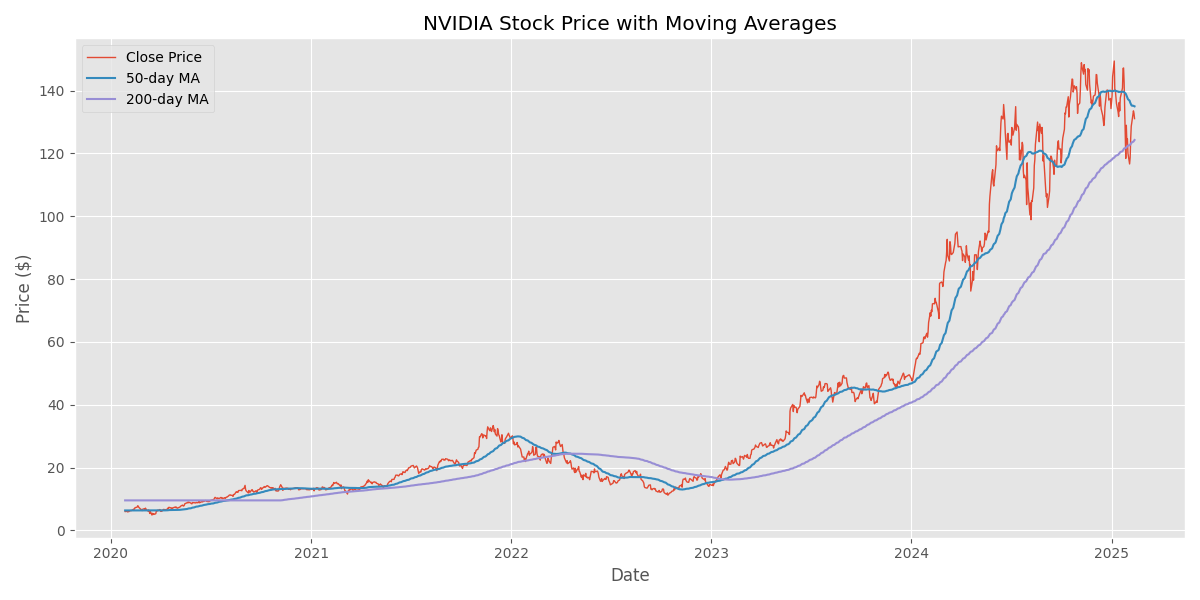 NVIDIA Stock Price with Moving Averages
Close Price
50-day MA
200-day MA
Price ($)
140
120
100
80
60
40
20
0
2020 2021 2022 2023 2024 2025
Date